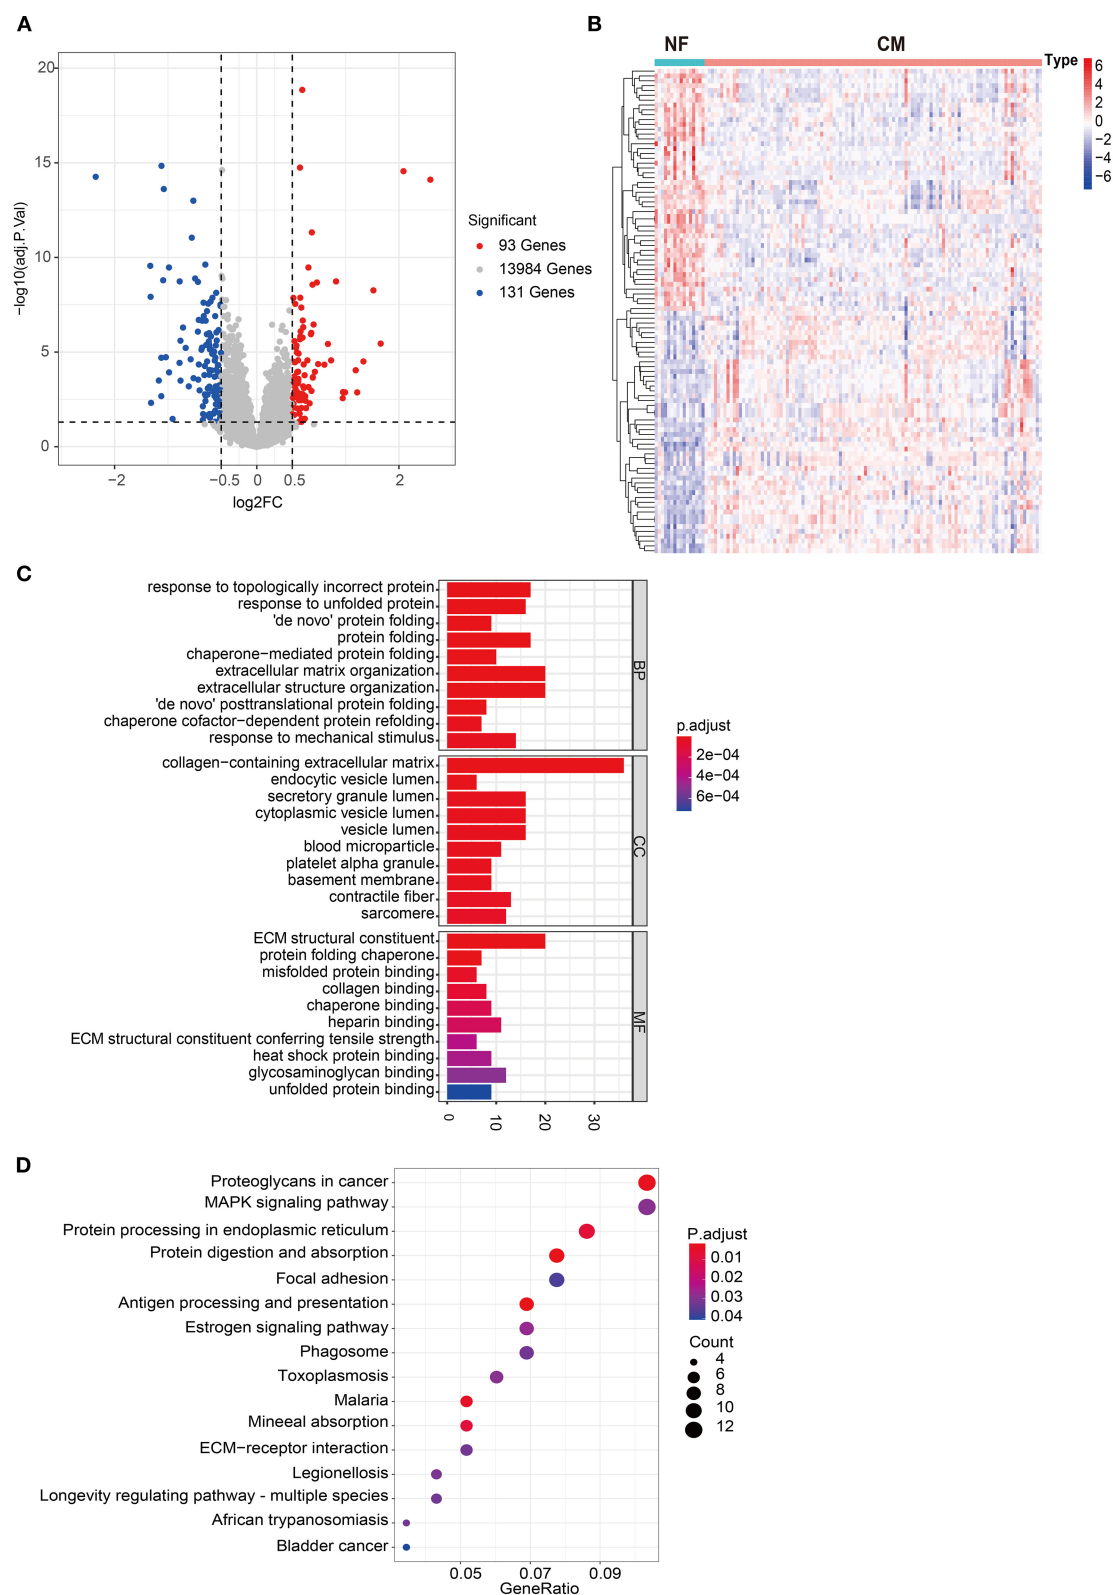 A
20
15
10
5
0
−log10(adj.P.Val)
−2
−0.5
0
0.5
2
log2FC
Significant
93 Genes
13984 Genes
131 Genes
B
NF
CM
Type
6
4
2
0
−2
−4
−6
C
response to topologically incorrect protein
response to unfolded protein
'de novo' protein folding
protein folding
chaperone−mediated protein folding
extracellular matrix organization
extracellular structure organization
'de novo' posttranslational protein folding
chaperone cofactor−dependent protein refolding
response to mechanical stimulus
BP
collagen−containing extracellular matrix
endocytic vesicle lumen
secretory granule lumen
cytoplasmic vesicle lumen
vesicle lumen
blood microparticle
platelet alpha granule
basement membrane
contractile fiber
sarcomere
CC
ECM structural constituent
protein folding chaperone
misfolded protein binding
collagen binding
chaperone binding
heparin binding
ECM structural constituent conferring tensile strength
heat shock protein binding
glycosaminoglycan binding
unfolded protein binding
MF
0
10
20
30
p.adjust
2e−04
4e−04
6e−04
D
Proteoglycans in cancer
MAPK signaling pathway
Protein processing in endoplasmic reticulum
Protein digestion and absorption
Focal adhesion
Antigen processing and presentation
Estrogen signaling pathway
Phagosome
Toxoplasmosis
Malaria
Mineeal absorption
ECM−receptor interaction
Legionellosis
Longevity regulating pathway - multiple species
African trypanosomiasis
Bladder cancer
0.05
0.07
0.09
GeneRatio
P.adjust
0.01
0.02
0.03
0.04
Count
4
6
8
10
12